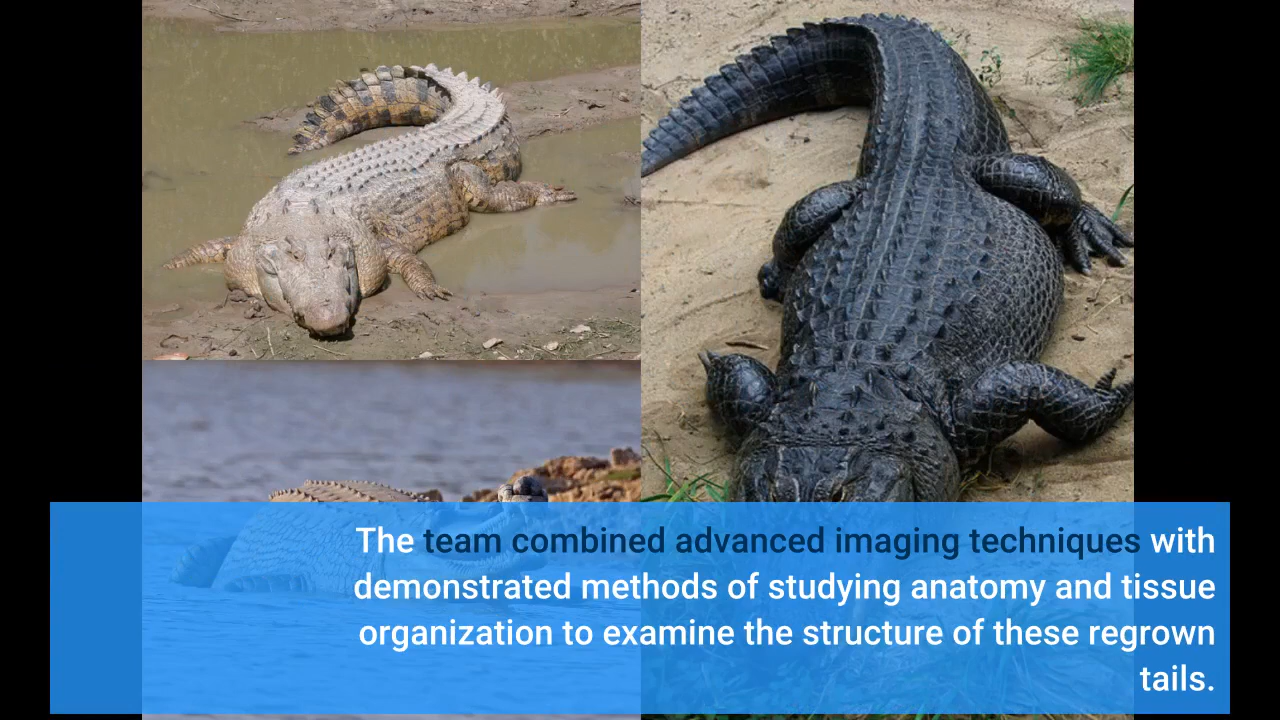 The team combined advanced imaging techniques with
demonstrated methods of studying anatomy and tissue
organization to examine the structure of these regrown
tails.